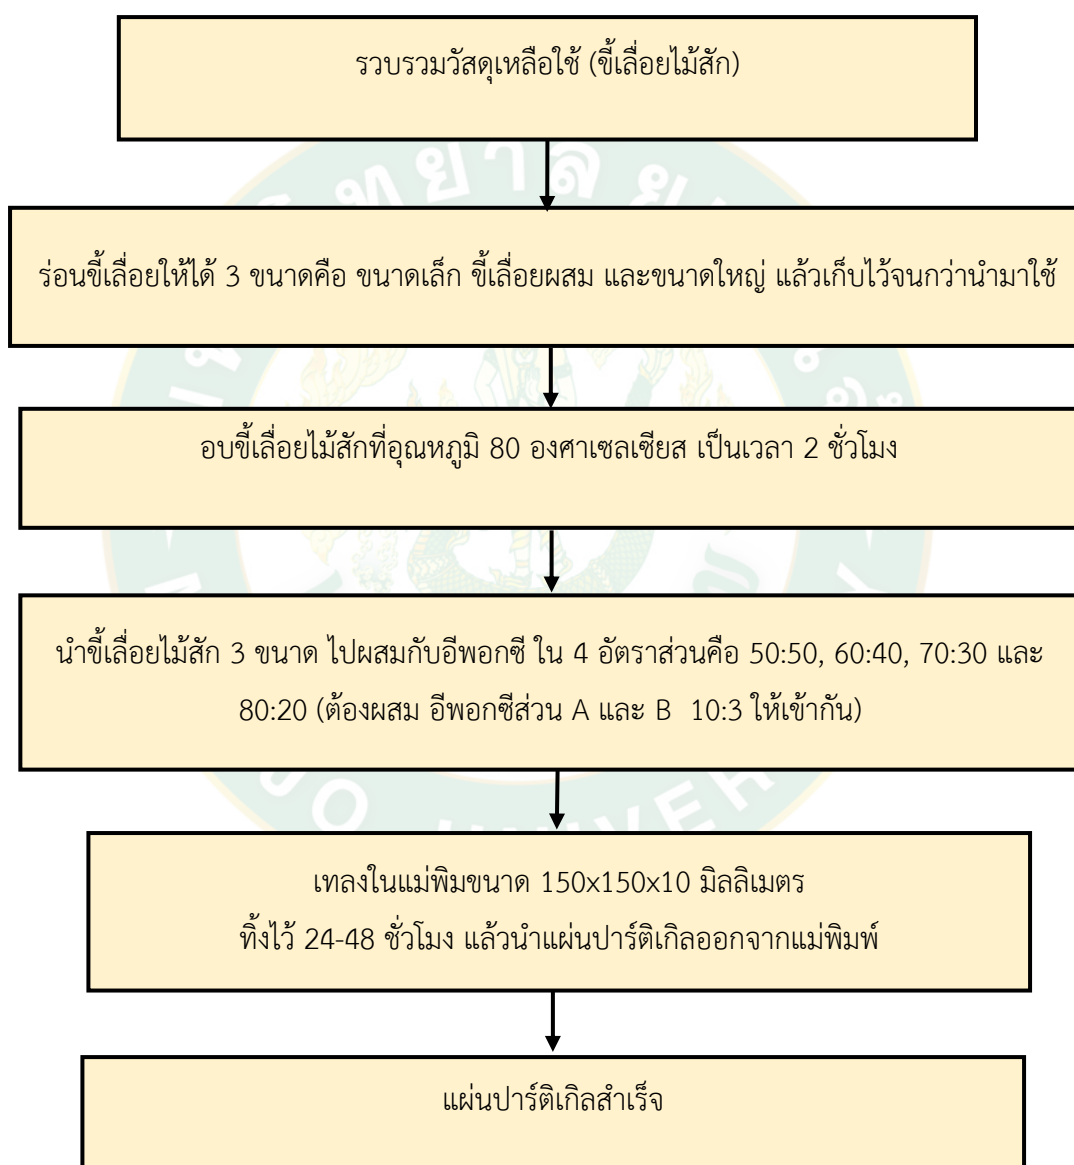 รวบรวมวัสดุเหลือใช้ (ขี้เลื่อยไม้สัก)
ร่อนขี้เลื่อยให้ได้ 3 ขนาดคือ ขนาดเล็ก ขี้เลื่อยผสม และขนาดใหญ่ แล้วเก็บไว้จนกว่านำมาใช้
อบขี้เลื่อยไม้สักที่อุณหภูมิ 80 องศาเซลเซียส เป็นเวลา 2 ชั่วโมง
นำขี้เลื่อยไม้สัก 3 ขนาด ไปผสมกับอีพอกซี ใน 4 อัตราส่วนคือ 50:50, 60:40, 70:30 และ
80:20 (ต้องผสม อีพอกซีส่วน A และ B 10:3 ให้เข้ากัน)
เทลงในแม่พิมขนาด 150x150x10 มิลลิเมตร
ทิ้งไว้ 24-48 ชั่วโมง แล้วนำแผ่นปาร์ติเกิลออกจากแม่พิมพ์
แผ่นปาร์ติเกิลสำเร็จ